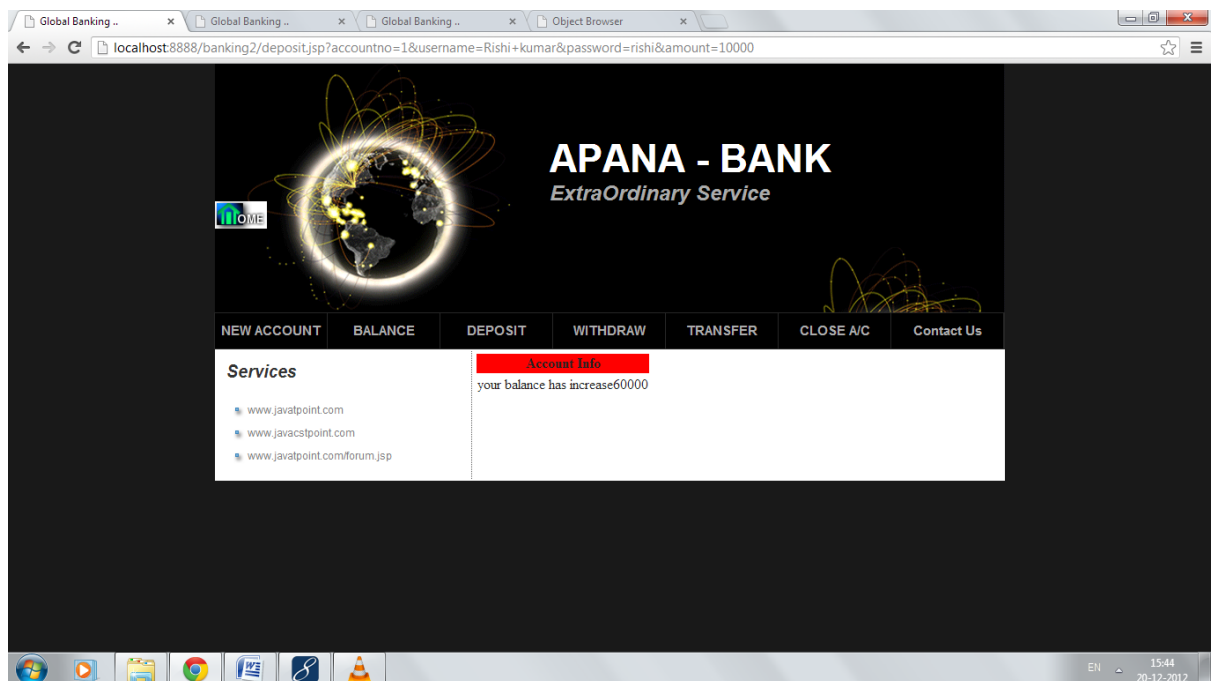 Global Banking ..
Global Banking ..
Global Banking ..
Object Browser
localhost:8888/banking2/deposit.jsp?accountno=1&username=Rishi+kumar&password=rishi&amount=10000
APANA - BANK
ExtraOrdinary Service
HOME
NEW ACCOUNT BALANCE DEPOSIT WITHDRAW TRANSFER CLOSE A/C Contact Us
Services
www.javatpoint.com
www.javacstpoint.com
www.javatpoint.com/forum.jsp
Account Info
your balance has increase60000
EN
15:44
20-12-2012